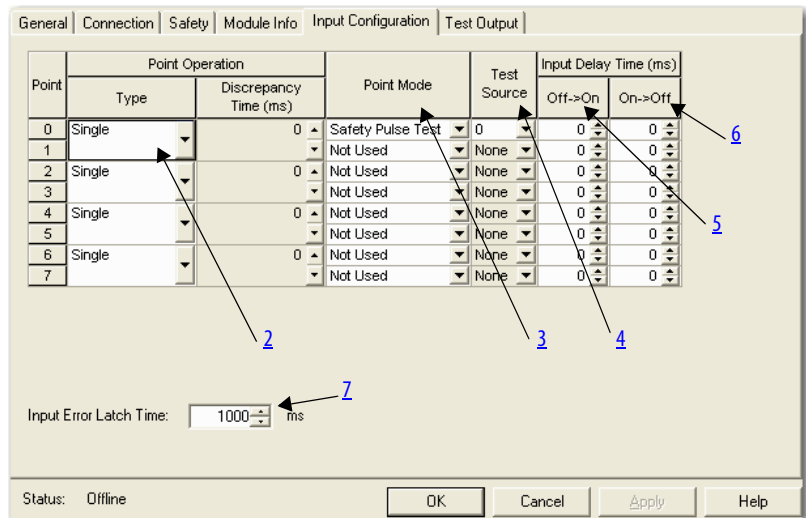 General Connection Safety Module Info Input Configuration Test Output
Point Point Operation Point Mode Test Source Input Delay Time (ms)
Type Discrepancy Time (ms) Off->On On->Off
0 Single 0 Safety Pulse Test 0 0 0
1 Not Used None 0 0
2 Single 0 Not Used None 0 0
3 Not Used None 0 0
4 Single 0 Not Used None 0 0
5 Not Used None 0 0
6 Single 0 Not Used None 0 0
7 Not Used None 0 0
6
5
2 3 4
7
Input Error Latch Time: 1000 ms
Status: Offline OK Cancel Apply Help